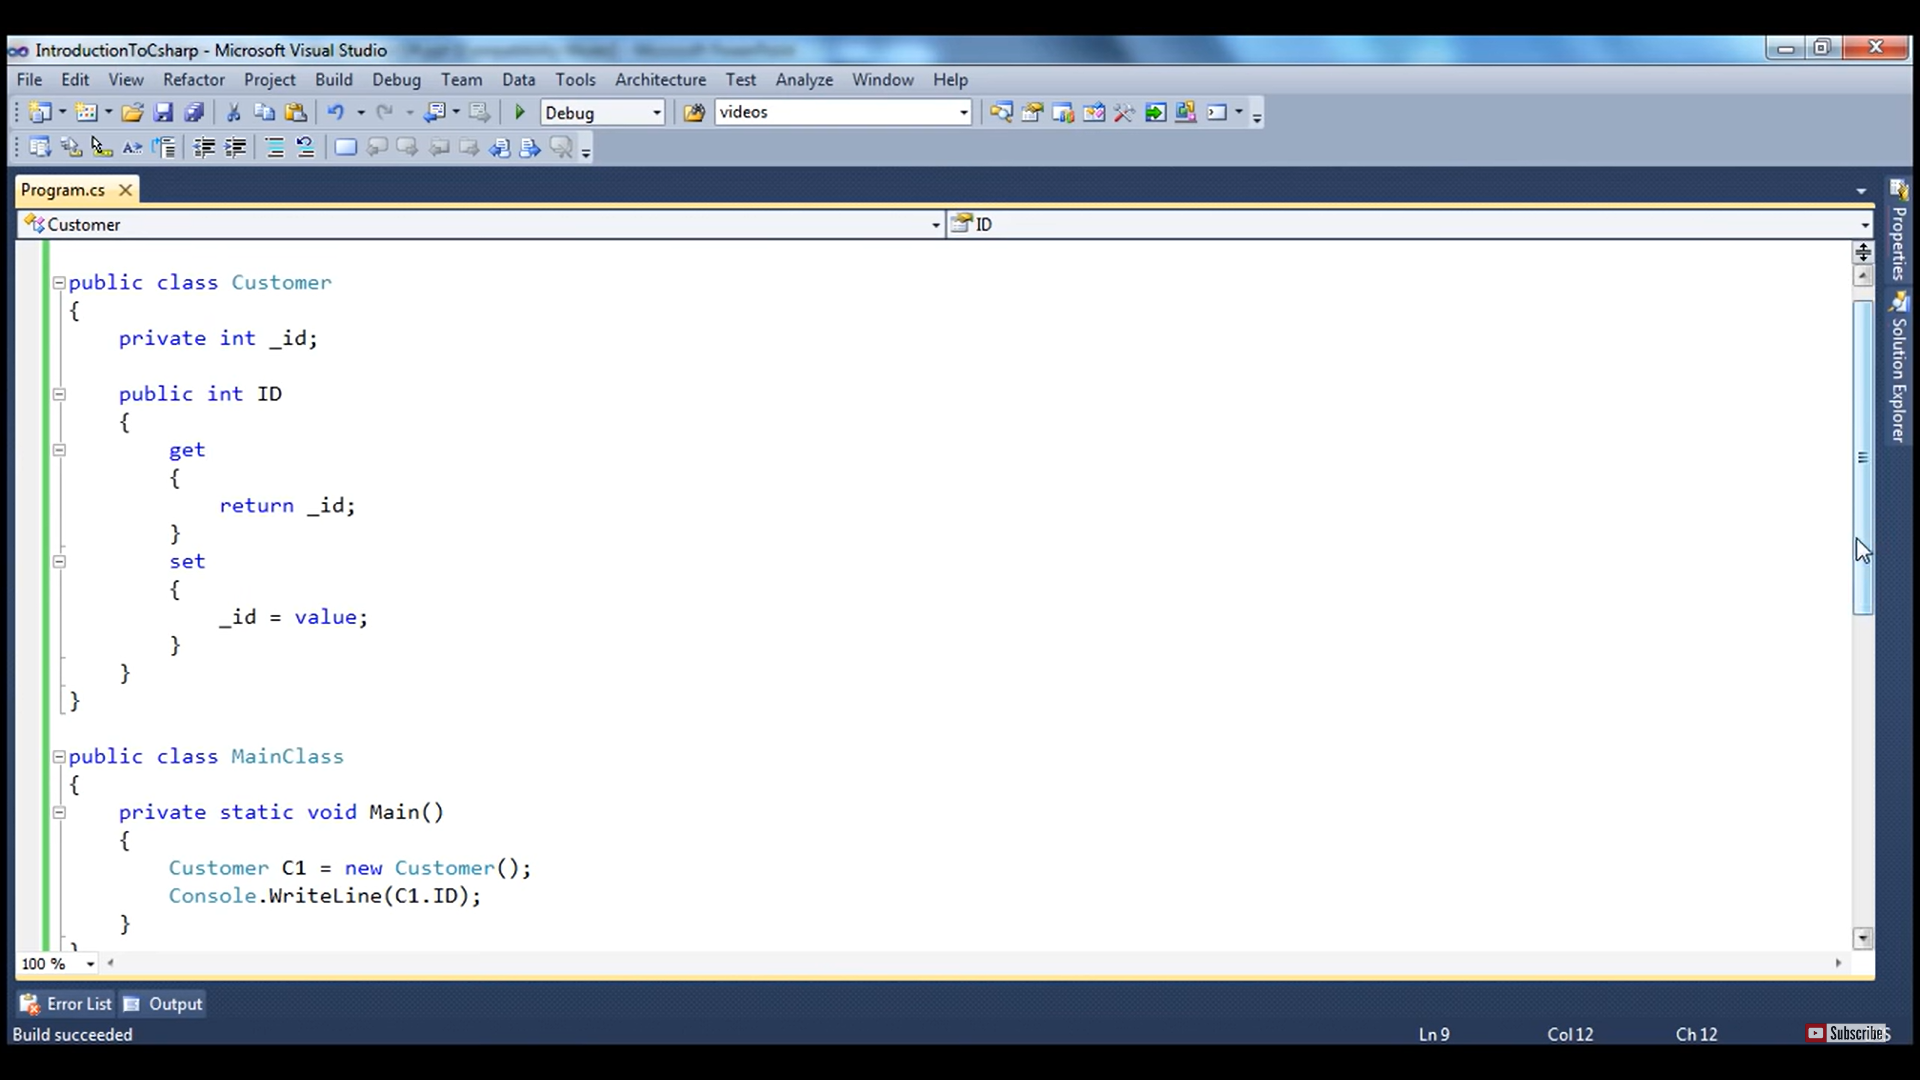 IntroductionToCsharp - Microsoft Visual Studio
File Edit View Refactor Project Build Debug Team Data Tools Architecture Test Analyze Window Help
Debug videos
Program.cs
Customer ID
public class Customer
{
private int _id;
public int ID
{
get
{
return _id;
}
set
{
_id = value;
}
}
}
public class MainClass
{
private static void Main()
{
Customer C1 = new Customer();
Console.WriteLine(C1.ID);
}
}
100 %
Properties
Solution Explorer
Error List Output
Build succeeded Ln 9 Col 12 Ch 12
Subscribe